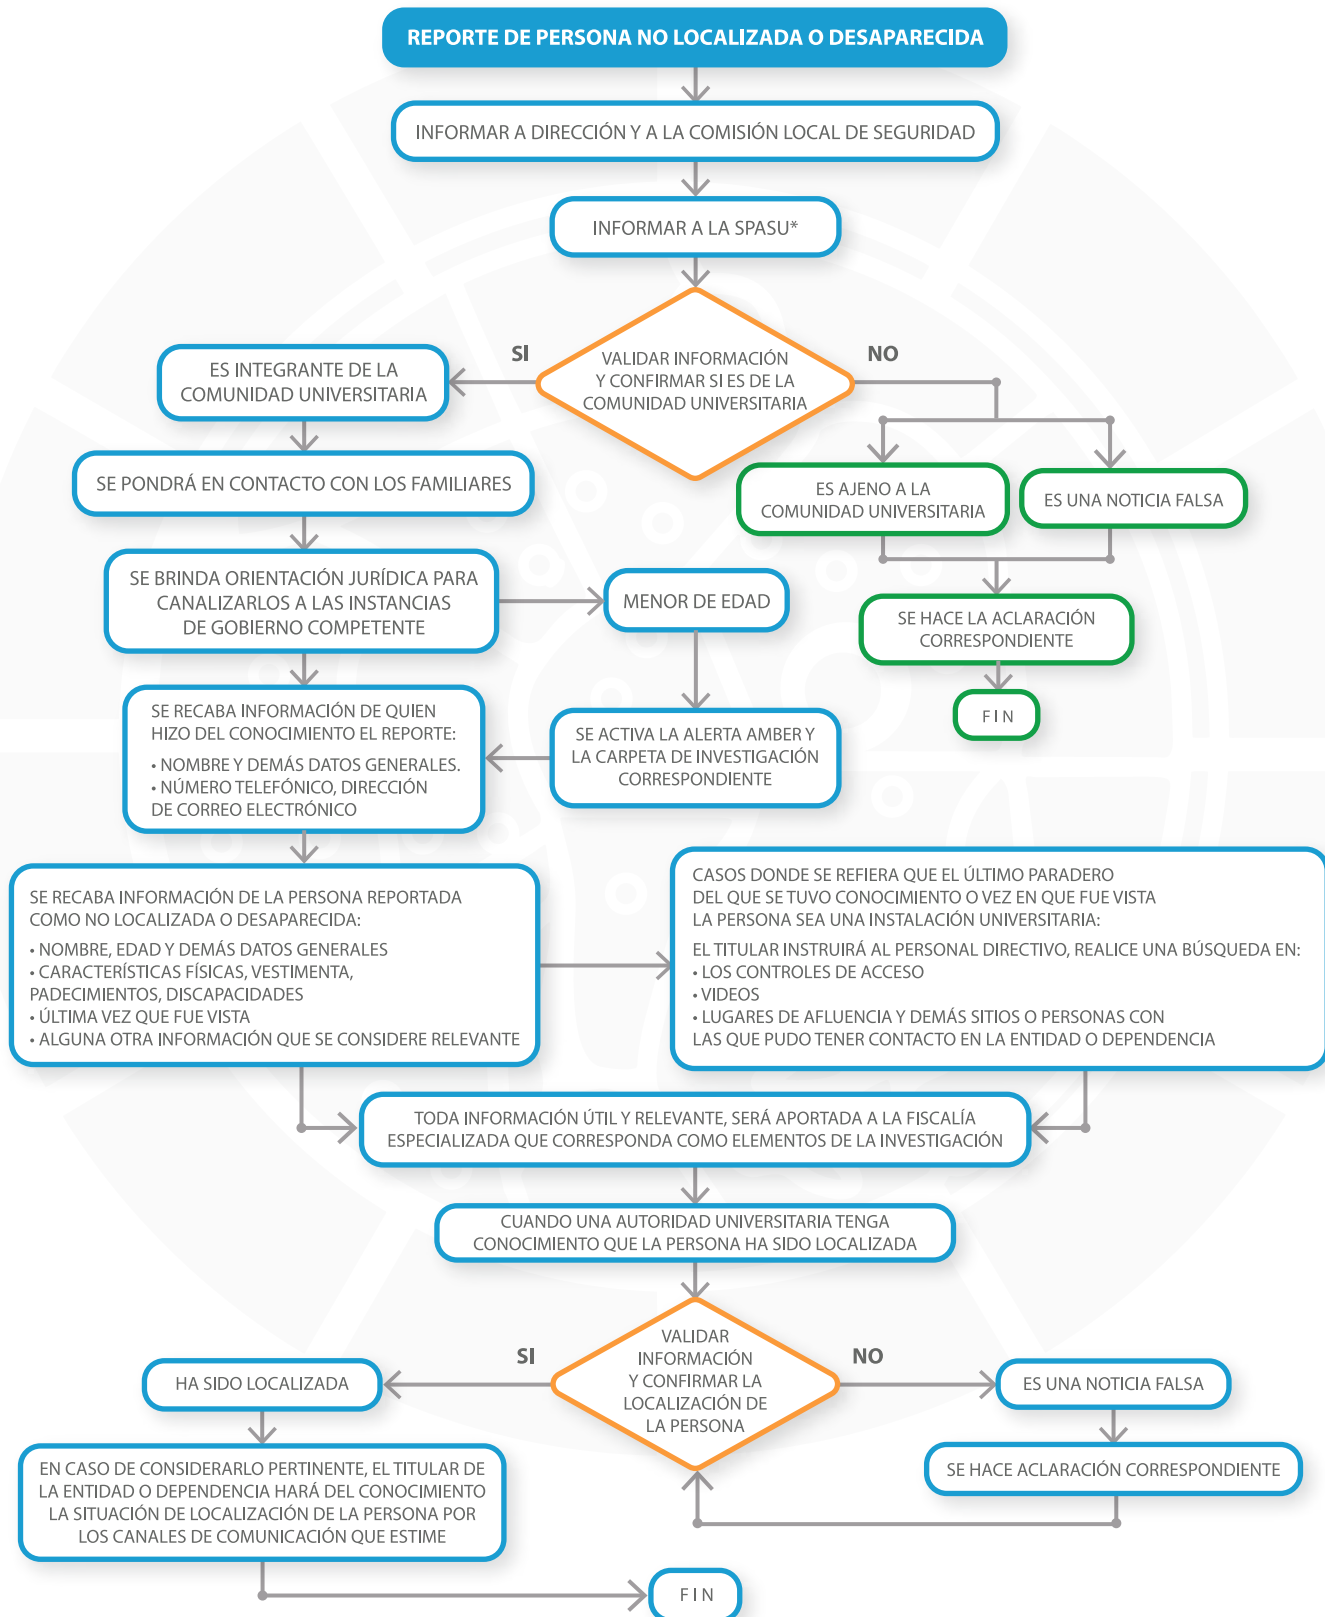 REPORTE DE PERSONA NO LOCALIZADA O DESAPARECIDA
INFORMAR A DIRECCIÓN Y A LA COMISIÓN LOCAL DE SEGURIDAD
INFORMAR A LA SPASU*
VALIDAR INFORMACIÓN
Y CONFIRMAR SI ES DE LA
COMUNIDAD UNIVERSITARIA
SI
NO
ES INTEGRANTE DE LA
COMUNIDAD UNIVERSITARIA
SE PONDRÁ EN CONTACTO CON LOS FAMILIARES
ES AJENO A LA
COMUNIDAD UNIVERSITARIA
ES UNA NOTICIA FALSA
SE BRINDA ORIENTACIÓN JURÍDICA PARA
CANALIZARLOS A LAS INSTANCIAS
DE GOBIERNO COMPETENTE
MENOR DE EDAD
SE HACE LA ACLARACIÓN
CORRESPONDIENTE
F I N
SE RECABA INFORMACIÓN DE QUIEN
HIZO DEL CONOCIMIENTO EL REPORTE:
• NOMBRE Y DEMÁS DATOS GENERALES.
• NÚMERO TELEFÓNICO, DIRECCIÓN
DE CORREO ELECTRÓNICO
SE ACTIVA LA ALERTA AMBER Y
LA CARPETA DE INVESTIGACIÓN
CORRESPONDIENTE
SE RECABA INFORMACIÓN DE LA PERSONA REPORTADA
COMO NO LOCALIZADA O DESAPARECIDA:
• NOMBRE, EDAD Y DEMÁS DATOS GENERALES
• CARACTERÍSTÍCAS FÍSICAS, VESTIMENTA,
PADECIMIENTOS, DISCAPACIDADES
• ÚLTIMA VEZ QUE FUE VISTA
• ALGUNA OTRA INFORMACIÓN QUE SE CONSIDERE RELEVANTE
CASOS DONDE SE REFIERA QUE EL ÚLTIMO PARADERO
DEL QUE SE TUVO CONOCIMIENTO O VEZ EN QUE FUE VISTA
LA PERSONA SEA UNA INSTALACIÓN UNIVERSITARIA:
EL TITULAR INSTRUIRÁ AL PERSONAL DIRECTIVO, REALICE UNA BÚSQUEDA EN:
• LOS CONTROLES DE ACCESO
• VIDEOS
• LUGARES DE AFLUENCIA Y DEMÁS SITIOS O PERSONAS CON
LAS QUE PUDO TENER CONTACTO EN LA ENTIDAD O DEPENDENCIA
TODA INFORMACIÓN ÚTIL Y RELEVANTE, SERÁ APORTADA A LA FISCALÍA
ESPECIALIZADA QUE CORRESPONDA COMO ELEMENTOS DE LA INVESTIGACIÓN
CUANDO UNA AUTORIDAD UNIVERSITARIA TENGA
CONOCIMIENTO QUE LA PERSONA HA SIDO LOCALIZADA
VALIDAR
INFORMACIÓN
Y CONFIRMAR LA
LOCALIZACIÓN DE
LA PERSONA
SI
NO
HA SIDO LOCALIZADA
ES UNA NOTICIA FALSA
EN CASO DE CONSIDERARLO PERTINENTE, EL TITULAR DE
LA ENTIDAD O DEPENDENCIA HARÁ DEL CONOCIMIENTO
LA SITUACIÓN DE LOCALIZACIÓN DE LA PERSONA POR
LOS CANALES DE COMUNICACIÓN QUE ESTIME
SE HACE ACLARACIÓN CORRESPONDIENTE
F I N